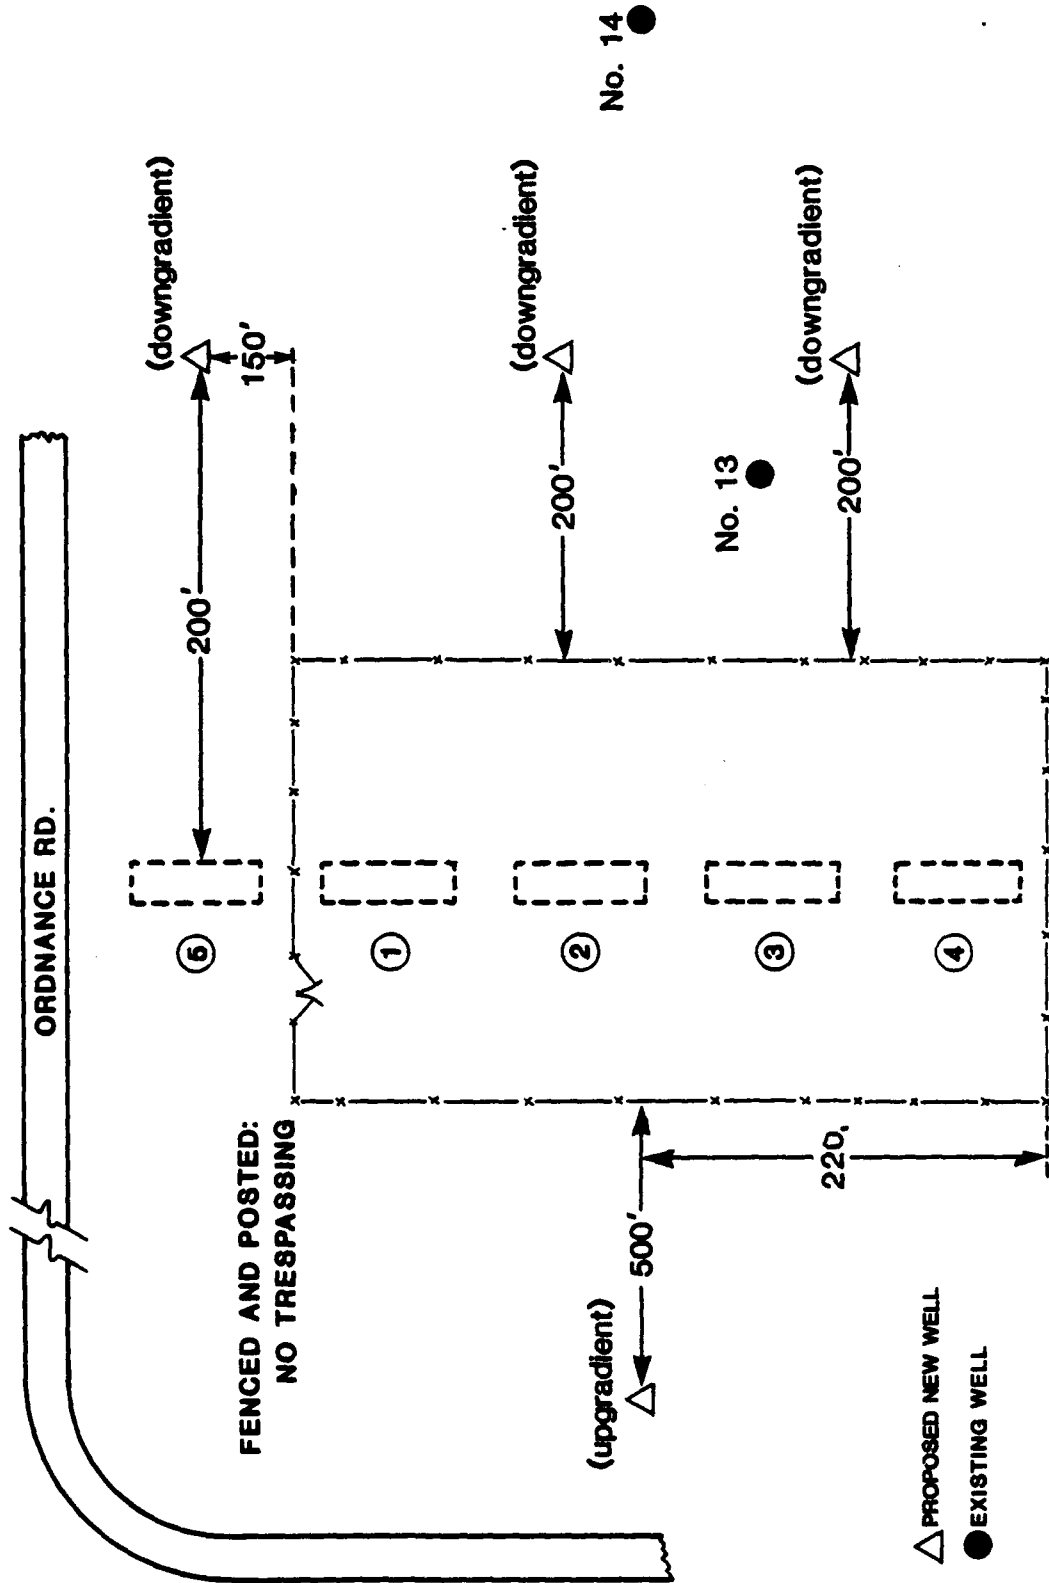 ORDNANCE RD.
FENCED AND POSTED:
NO TRESPASSING
(upgradient)
500'
220,
5
1
2
3
4
200'
150'
(downgradient)
200'
(downgradient)
No. 13
200'
(downgradient)
No. 14
PROPOSED NEW WELL
EXISTING WELL